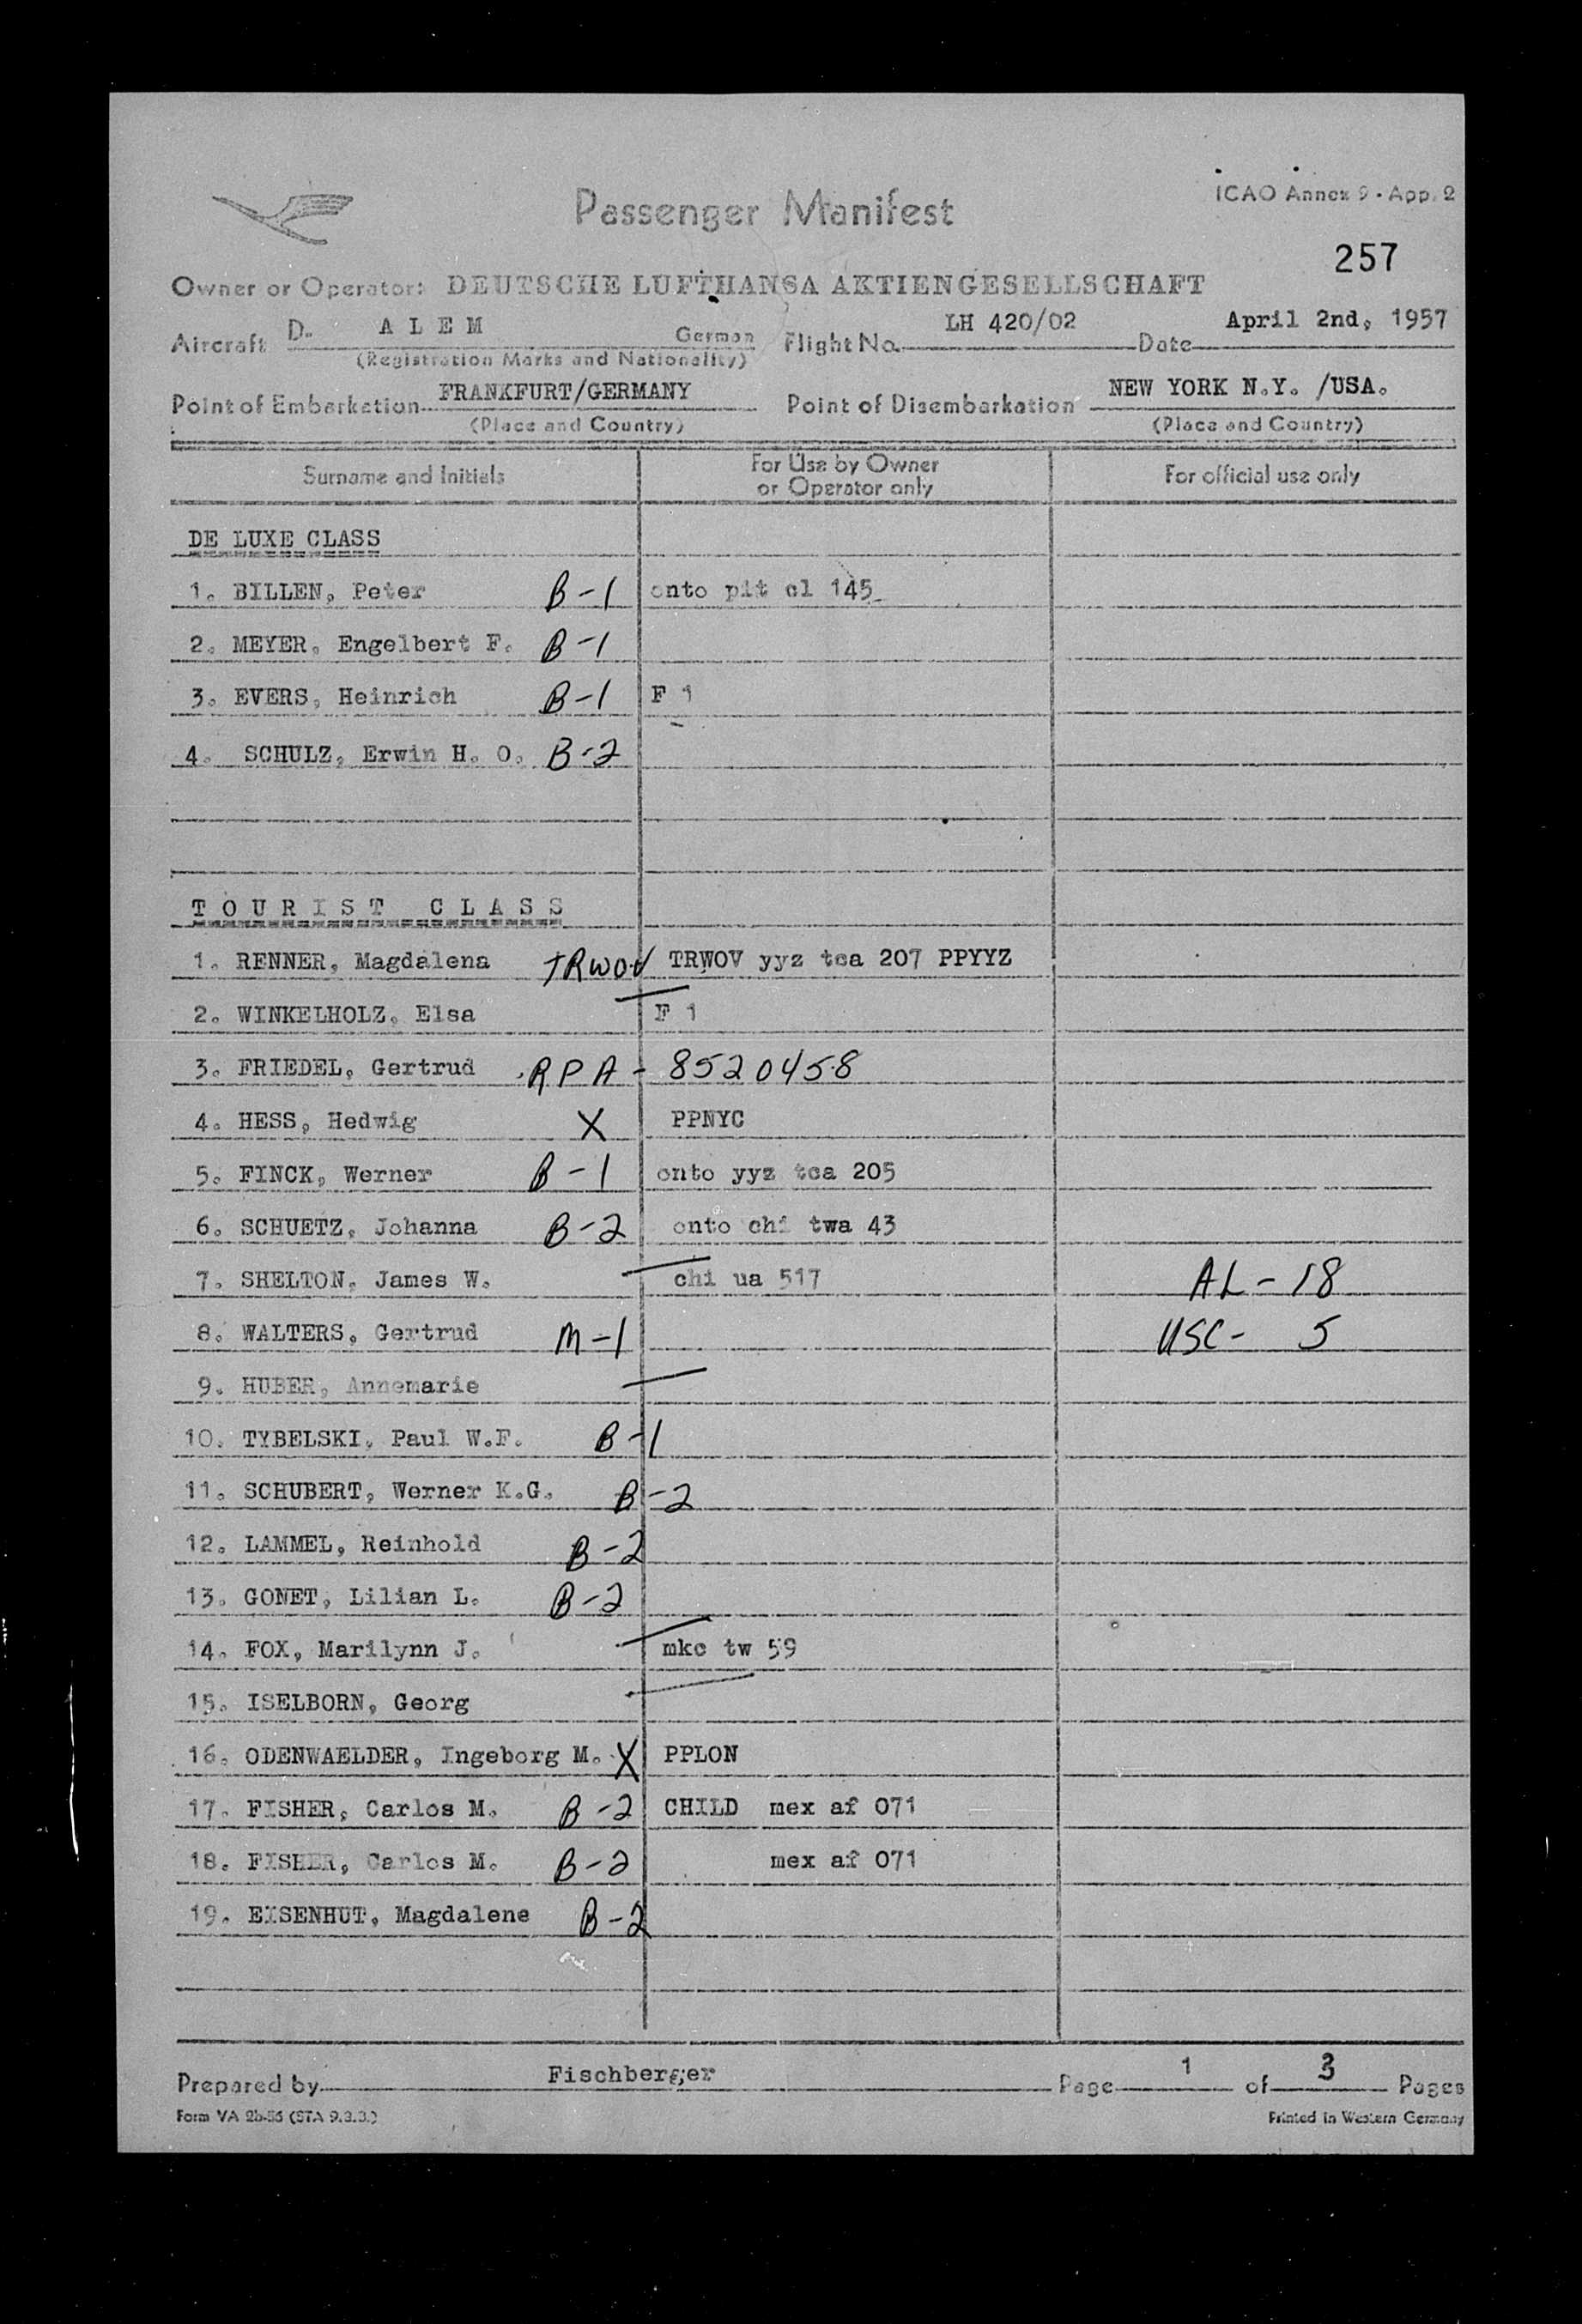 Passenger Manifest
ICAO Annex 9 - App. 2
257
Owner or Operator: DEUTSCHE LUFTHANSA AKTIENGESELLSCHAFT
Aircraft D. A L E M German Flight No. LH 420/02 Date April 2nd, 1957
(Registration Marks and Nationality)
Point of Embarkation FRANKFURT/GERMANY Point of Disembarkation NEW YORK N.Y. /USA.
(Place and Country) (Place and Country)
Surname and Initials For Use by Owner or Operator only For official use only
DE LUXE CLASS
1. BILLEN, Peter B-1 onto pit cl 145
2. MEYER, Engelbert F. B-1
3. EVERS, Heinrich B-1 F 1
4. SCHULZ, Erwin H. O. B-2
T O U R I S T C L A S S
1. RENNER, Magdalena TRWOV TRWOV yyz tca 207 PPYYZ
2. WINKELHOLZ, Elsa F 1
3. FRIEDEL, Gertrud RPA - 8520458
4. HESS, Hedwig X PPNYC
5. FINCK, Werner B-1 onto yyz tca 205
6. SCHUETZ, Johanna B-2 onto chi twa 43
7. SHELTON, James W. chi ua 517 AL - 18
8. WALTERS, Gertrud M-1 USC - 5
9. HUBER, Annemarie
10. TYBELSKI, Paul W.F. B-1
11. SCHUBERT, Werner K.G. B-2
12. LAMMEL, Reinhold B-2
13. GONET, Lilian L. B-2
14. FOX, Marilynn J. mkc tw 59
15. ISELBORN, Georg
16. ODENWAELDER, Ingeborg M. X PPLON
17. FISHER, Carlos M. B-2 CHILD mex af 071
18. FISHER, Carlos M. B-2 mex af 071
19. EISENHUT, Magdalene B-2
Prepared by Fischberger Page 1 of 3 Pages
Form VA 2b-56 (STA 9.3.3.) Printed in Western Germany